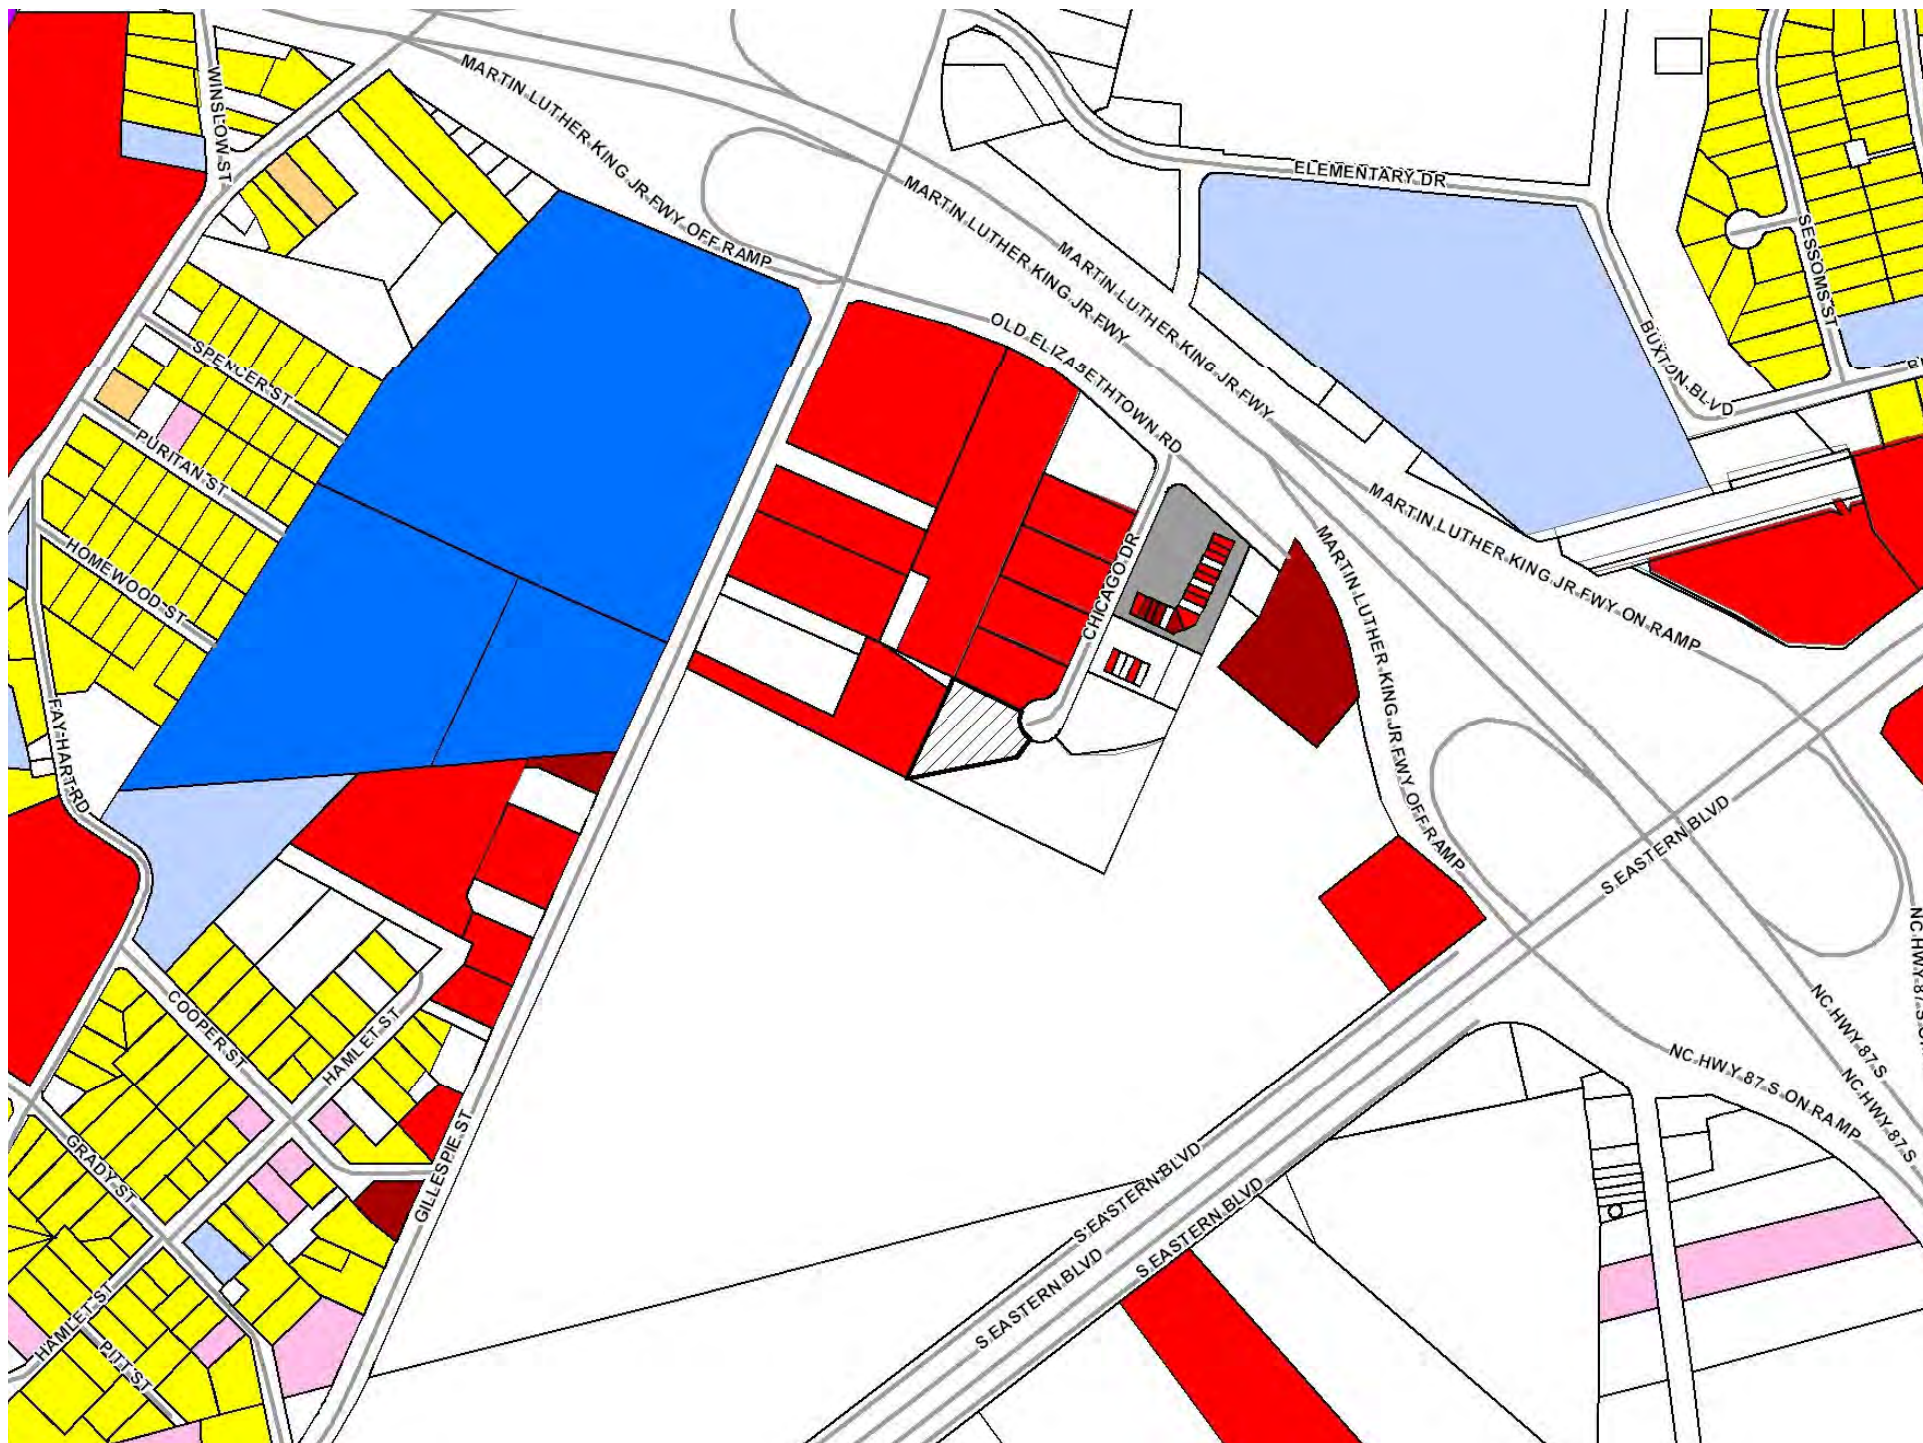 MARTIN LUTHER KING JR FWY OFF RAMP
WINSLOW ST
ELEMENTARY DR
MARTIN LUTHER KING JR FWY
MARTIN LUTHER KING JR FWY
SESSOMS ST
OLD ELIZABETHTOWN RD
BUXTON BLVD
SPENCER ST
PURITAN ST
MARTIN LUTHER KING JR FWY ON RAMP
HOMEWOOD ST
CHICAGO DR
MARTIN LUTHER KING JR FWY OFF RAMP
FAY HART RD
S EASTERN BLVD
NC HWY 87 S
COOPER ST
HAMLET ST
NC HWY 87 S ON RAMP
NC HWY 87 S
GRADY ST
GILLESPIE ST
S EASTERN BLVD
S EASTERN BLVD
S EASTERN BLVD
HAMLET ST
PITT ST